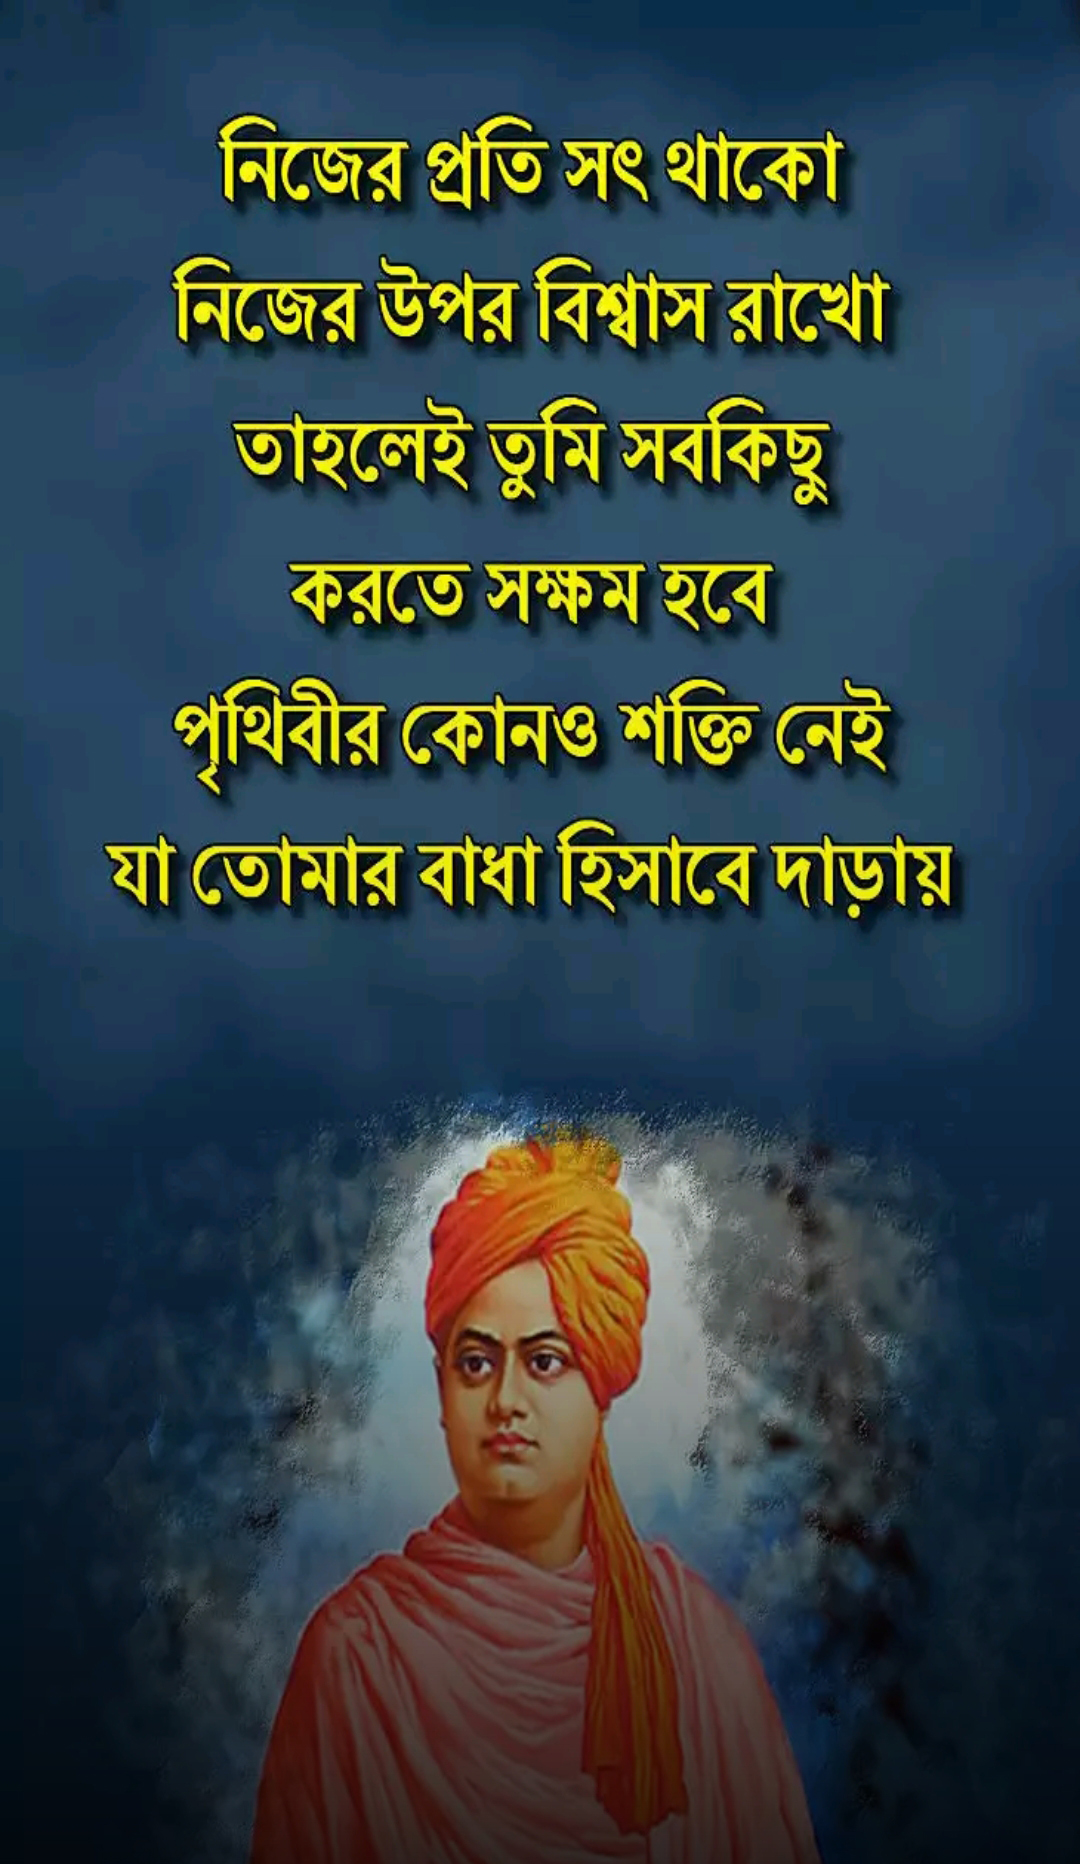 নিজের প্রতি সৎ থাকো
নিজের উপর বিশ্বাস রাখো
তাহলেই তুমি সবকিছু
করতে সক্ষম হবে
পৃথিবীর কোনও শক্তি নেই
যা তোমার বাধা হিসাবে দাড়ায়